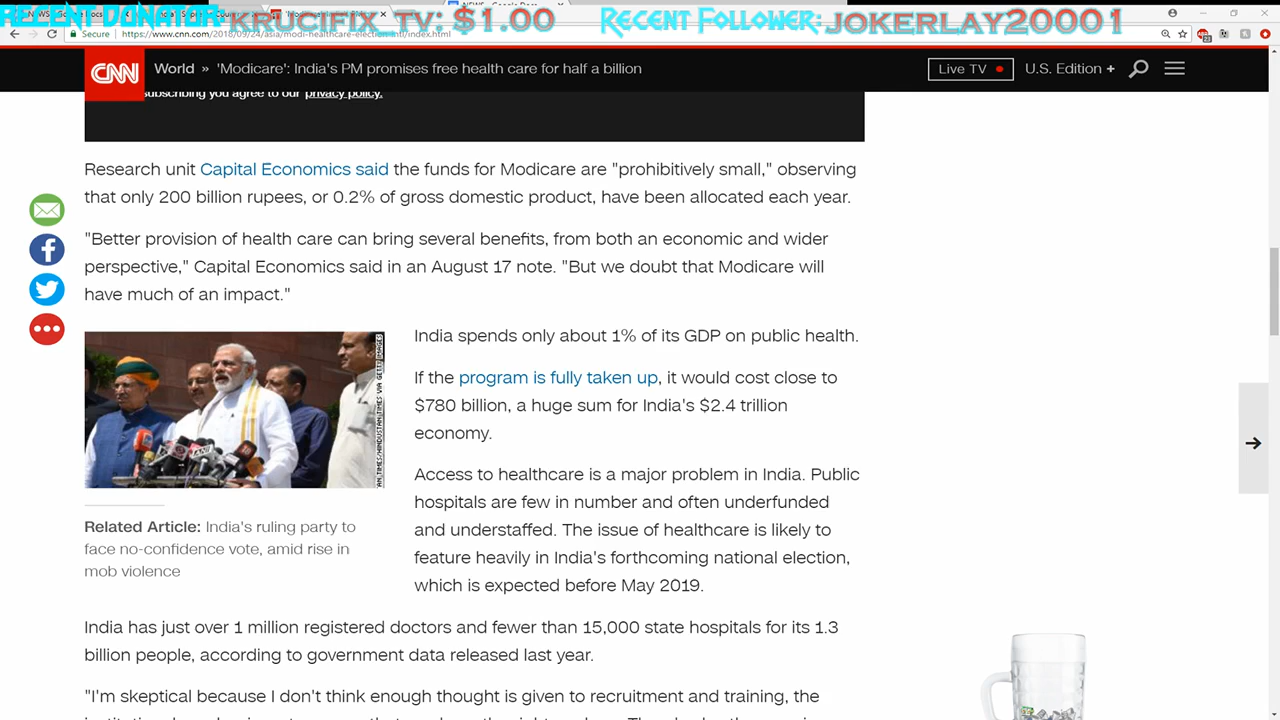 RECENT DONATOR: KRUCIFIX TV: $1.00
RECENT FOLLOWER: JOKERLAY20001
Secure https://www.cnn.com/2018/09/24/asia/modi-healthcare-election-intl/index.html
CNN World » 'Modicare': India's PM promises free health care for half a billion Live TV U.S. Edition +
subscribing you agree to our privacy policy.
Research unit Capital Economics said the funds for Modicare are "prohibitively small," observing
that only 200 billion rupees, or 0.2% of gross domestic product, have been allocated each year.
"Better provision of health care can bring several benefits, from both an economic and wider
perspective," Capital Economics said in an August 17 note. "But we doubt that Modicare will
have much of an impact."
India spends only about 1% of its GDP on public health.
If the program is fully taken up, it would cost close to
$780 billion, a huge sum for India's $2.4 trillion
economy.
Access to healthcare is a major problem in India. Public
hospitals are few in number and often underfunded
and understaffed. The issue of healthcare is likely to
feature heavily in India's forthcoming national election,
which is expected before May 2019.
TIMES/HINDUSTAN TIMES VIA GETTY IMAGES
Related Article: India's ruling party to
face no-confidence vote, amid rise in
mob violence
India has just over 1 million registered doctors and fewer than 15,000 state hospitals for its 1.3
billion people, according to government data released last year.
"I'm skeptical because I don't think enough thought is given to recruitment and training, the